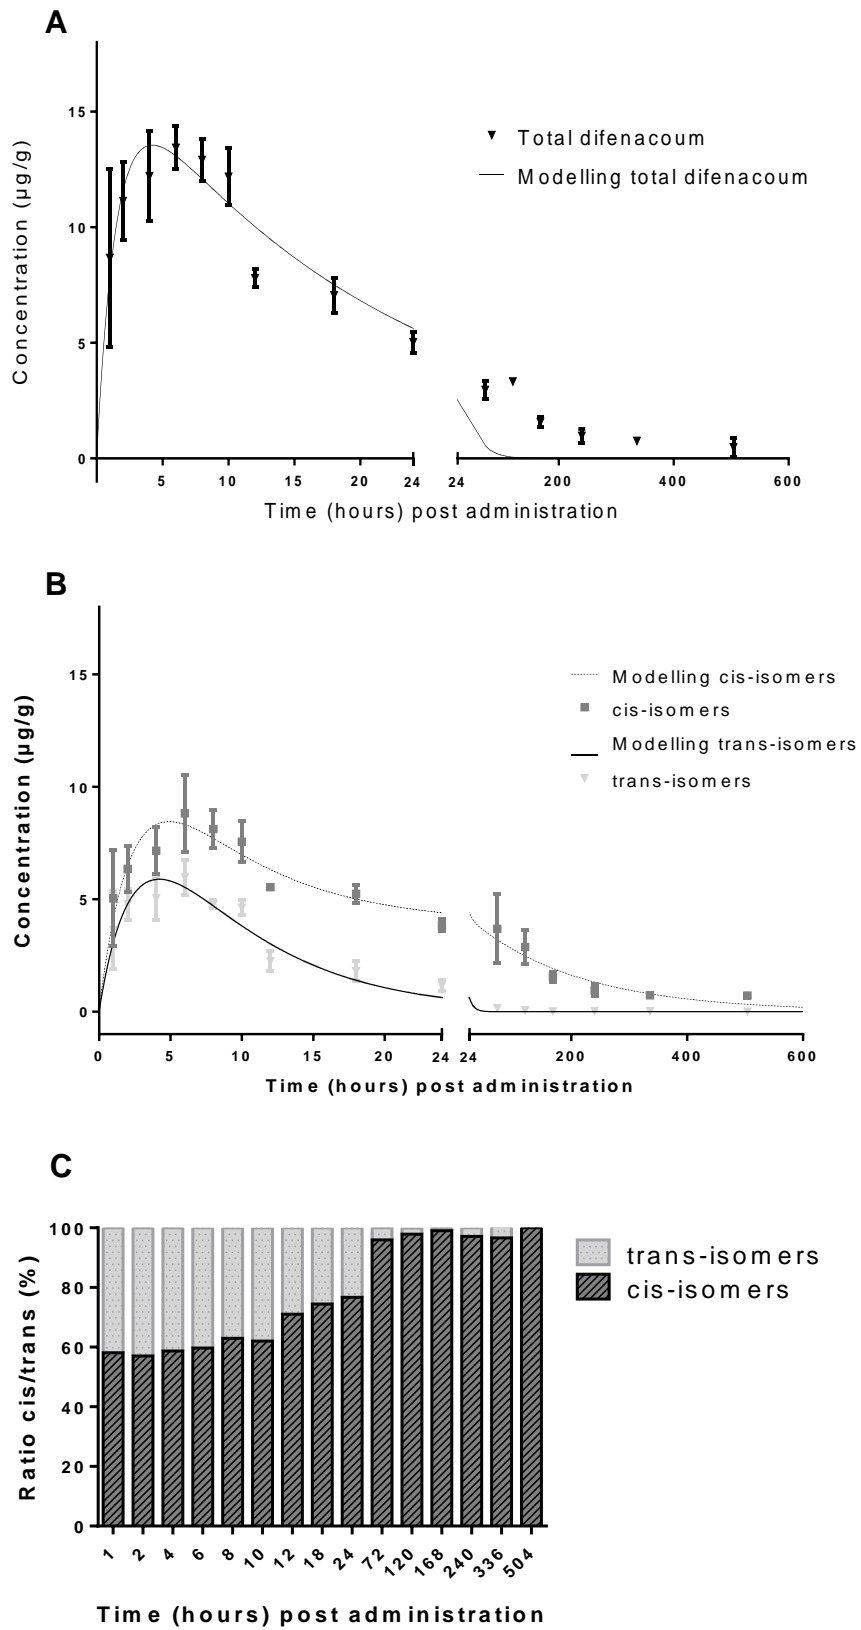 A
Concentration (µg/g)
15
10
5
0
Total difenacoum
Modelling total difenacoum
5 10 15 20 24 24 200 400 600
Time (hours) post administration
B
Concentration (µg/g)
15
10
5
0
Modelling cis-isomers
cis-isomers
Modelling trans-isomers
trans-isomers
0 5 10 15 20 24 24 200 400 600
Time (hours) post administration
C
Ratio cis/trans (%)
100
80
60
40
20
0
trans-isomers
cis-isomers
1 2 4 6 8 10 12 18 24 72 120 168 240 336 504
Time (hours) post administration